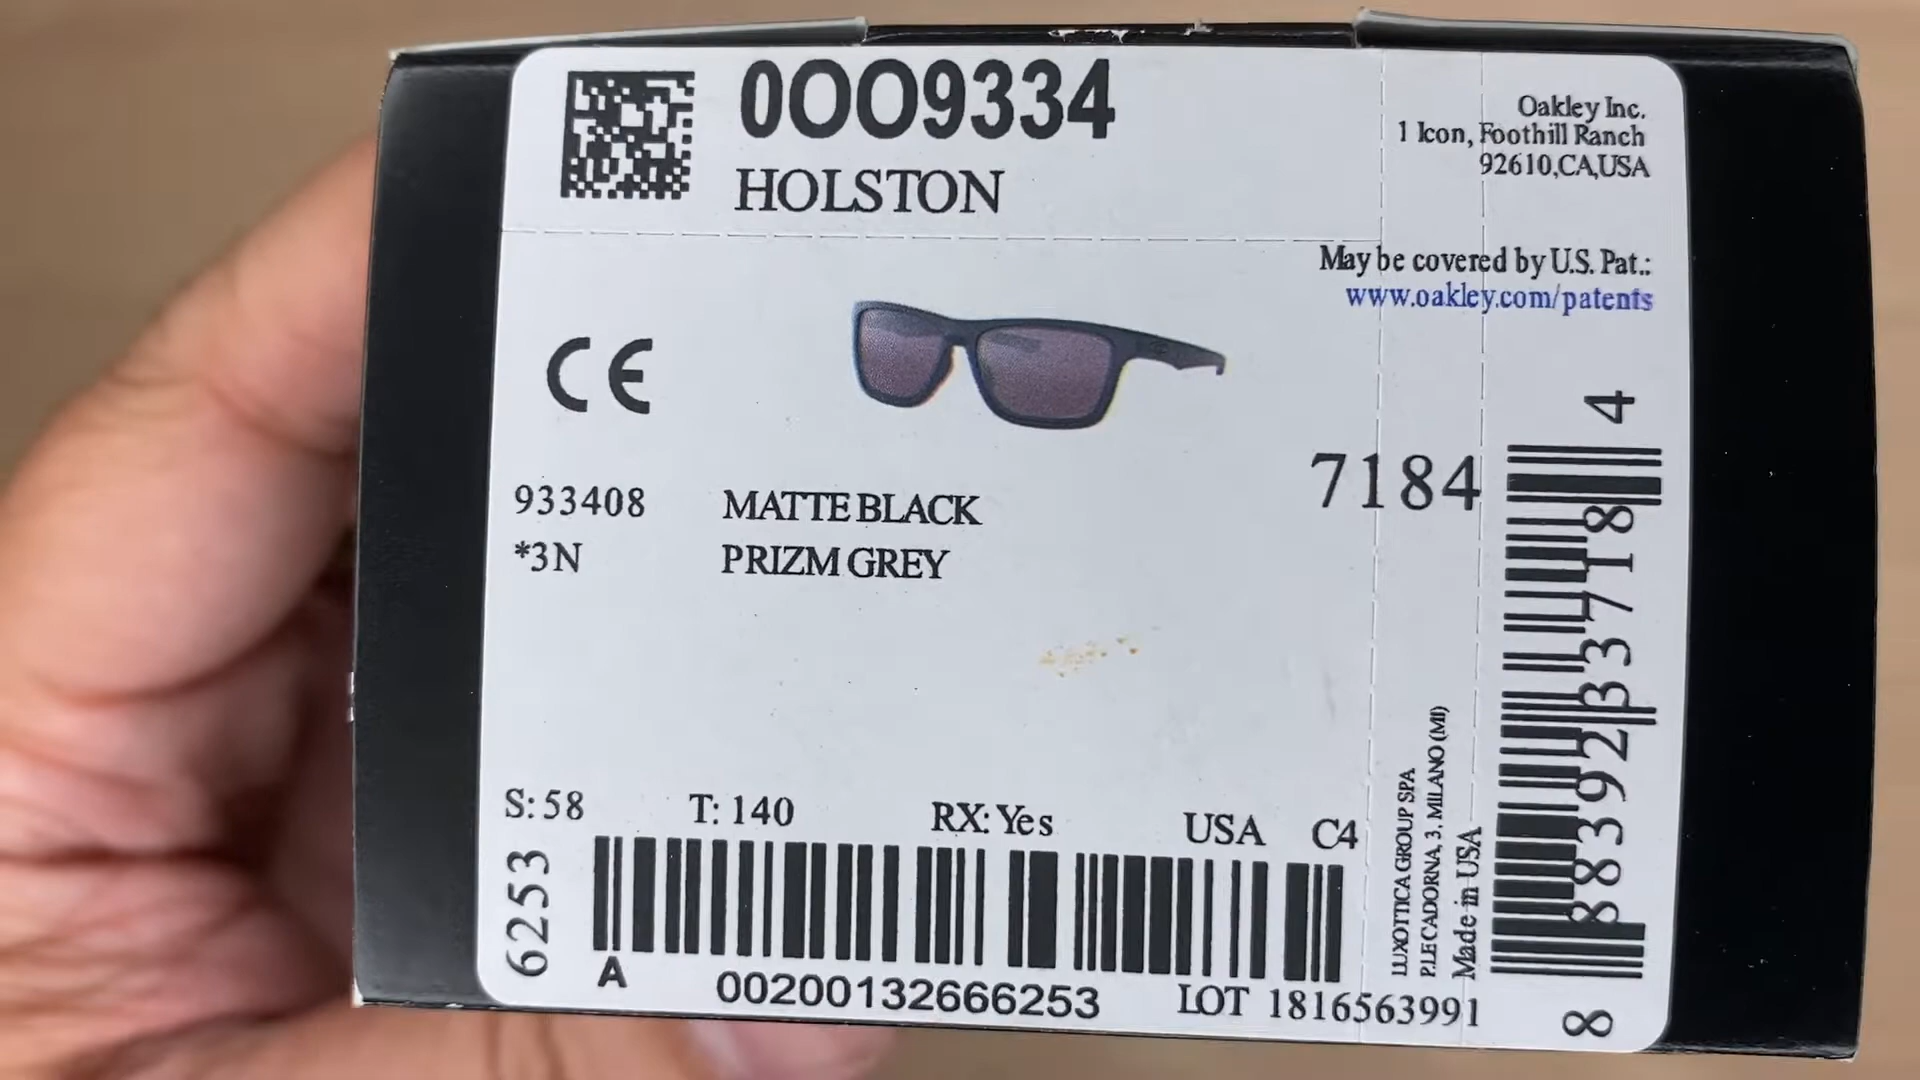 0OO9334
HOLSTON
Oakley Inc.
1 Icon, Foothill Ranch
92610,CA,USA
May be covered by U.S. Pat.:
www.oakley.com/patents
CE
933408 MATTE BLACK
*3N PRIZM GREY
7184
S: 58 T: 140 RX: Yes USA C4
6253
A
00200132666253
LOT 1816563991
LUXOTTICA GROUP SPA
P.LE CADORNA, 3, MILANO (MI)
Made in USA
8 88392 33718 4